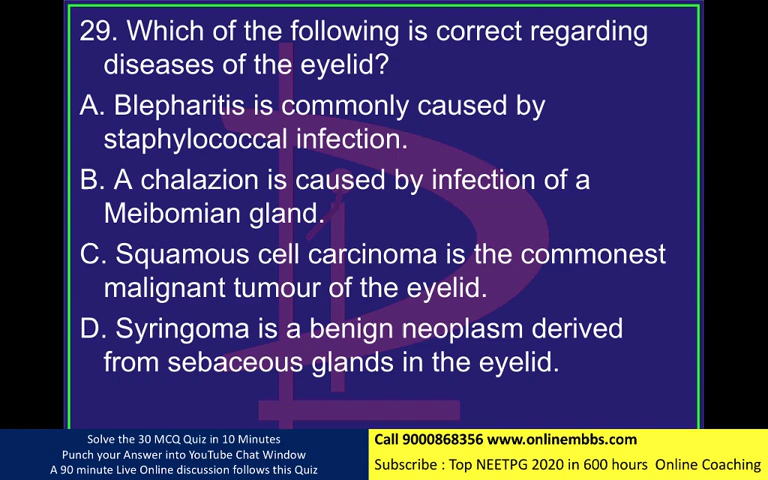 29. Which of the following is correct regarding
diseases of the eyelid?
A. Blepharitis is commonly caused by
staphylococcal infection.
B. A chalazion is caused by infection of a
Meibomian gland.
C. Squamous cell carcinoma is the commonest
malignant tumour of the eyelid.
D. Syringoma is a benign neoplasm derived
from sebaceous glands in the eyelid.
Solve the 30 MCQ Quiz in 10 Minutes
Punch your Answer into YouTube Chat Window
A 90 minute Live Online discussion follows this Quiz
Call 9000868356 www.onlinembbs.com
Subscribe : Top NEETPG 2020 in 600 hours Online Coaching